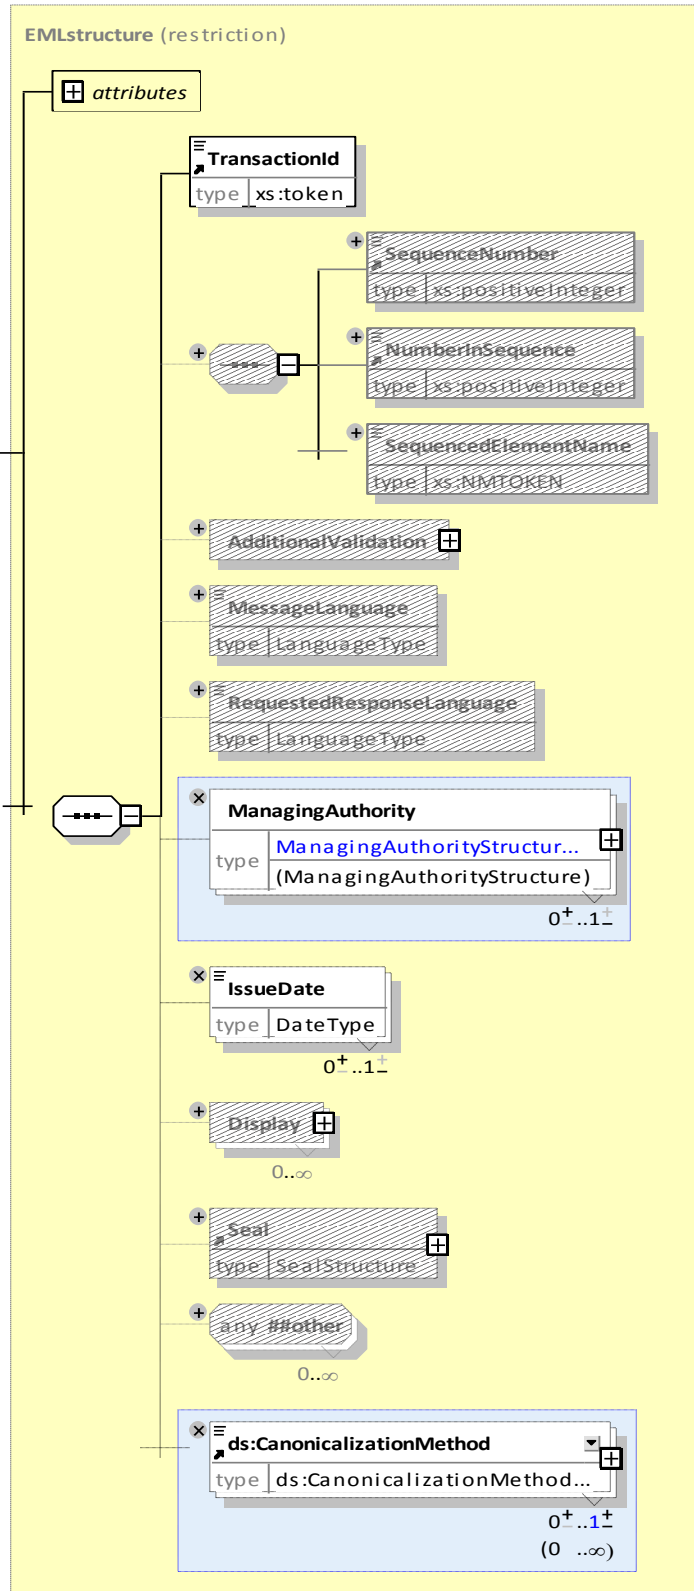 EMLstructure (restriction)
attributes
TransactionId
type xs:token
SequenceNumber
type xs:positiveInteger
NumberInSequence
type xs:positiveInteger
SequencedElementName
type xs:NMTOKEN
AdditionalValidation
MessageLanguage
type LanguageType
RequestedResponseLanguage
type LanguageType
ManagingAuthority
type ManagingAuthorityStructur...
(ManagingAuthorityStructure)
0..1
IssueDate
type DateType
0..1
Display
0..∞
Seal
type SealStructure
any ##other
0..∞
ds:CanonicalizationMethod
type ds:CanonicalizationMethod...
0..1
(0 ..∞)